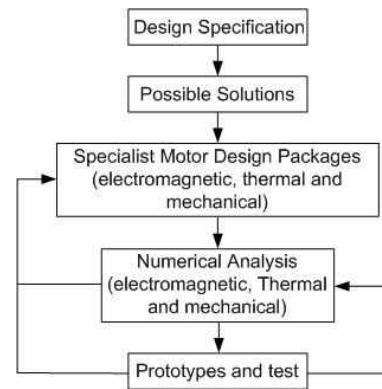 Design Specification
Possible Solutions
Specialist Motor Design Packages
(electromagnetic, thermal and
mechanical)
Numerical Analysis
(electromagnetic, Thermal
and mechanical)
Prototypes and test